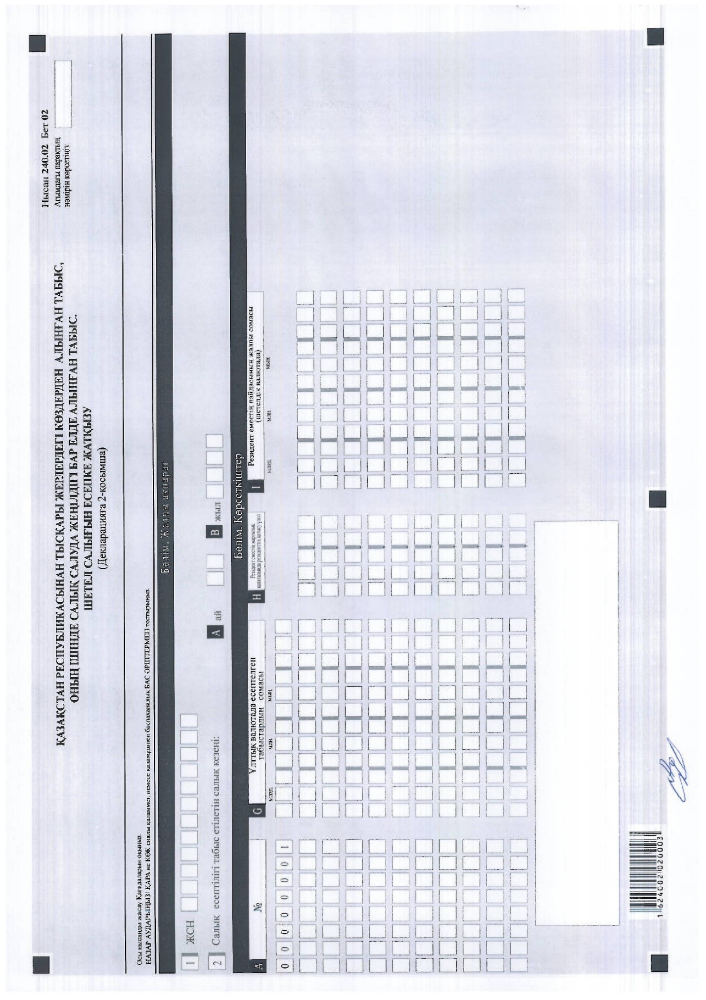 Нысан 240.02 Бет 02
Ағымдағы парақтың
нөмірін көрсетіңіз:
ҚАЗАҚСТАН РЕСПУБЛИКАСЫНАН ТЫСҚАРЫ ЖЕРЛЕРДЕГІ КӨЗДЕРДЕН АЛЫНҒАН ТАБЫС,
ОНЫҢ ІШІНДЕ САЛЫҚ САЛУДА ЖЕҢІЛДІГІ БАР ЕЛДЕ АЛЫНҒАН ТАБЫС.
ШЕТЕЛ САЛЫҒЫН ЕСЕПКЕ ЖАТҚЫЗУ
(Декларацияға 2-қосымша)
Осы нысанды жасау Қағидаларын оқыңыз
НАЗАР АУДАРЫҢЫЗ! ҚАРА не КӨК сиялы қаламмен немесе қаламұшпен баспаханалық БАС ӘРІПТЕРМЕН толтырыңыз.
Бөлім. Жалпы ақпарат
1 ЖСН
2 Салық есептілігі табыс етілетін салық кезеңі: A ай B жыл
Бөлім. Көрсеткіштер
A №
G Ұлттық валютада есептелген
табыстардың сомасы
H Резидент еместің жарғылық
капиталында резиденттің қатысу үлесі
I Резидент еместің пайдасының жалпы сомасы
(шетелдік валютада)
млрд. млн. мың млрд. млн. мың
0 0 0 0 0 0 0 1
1 624002 020003